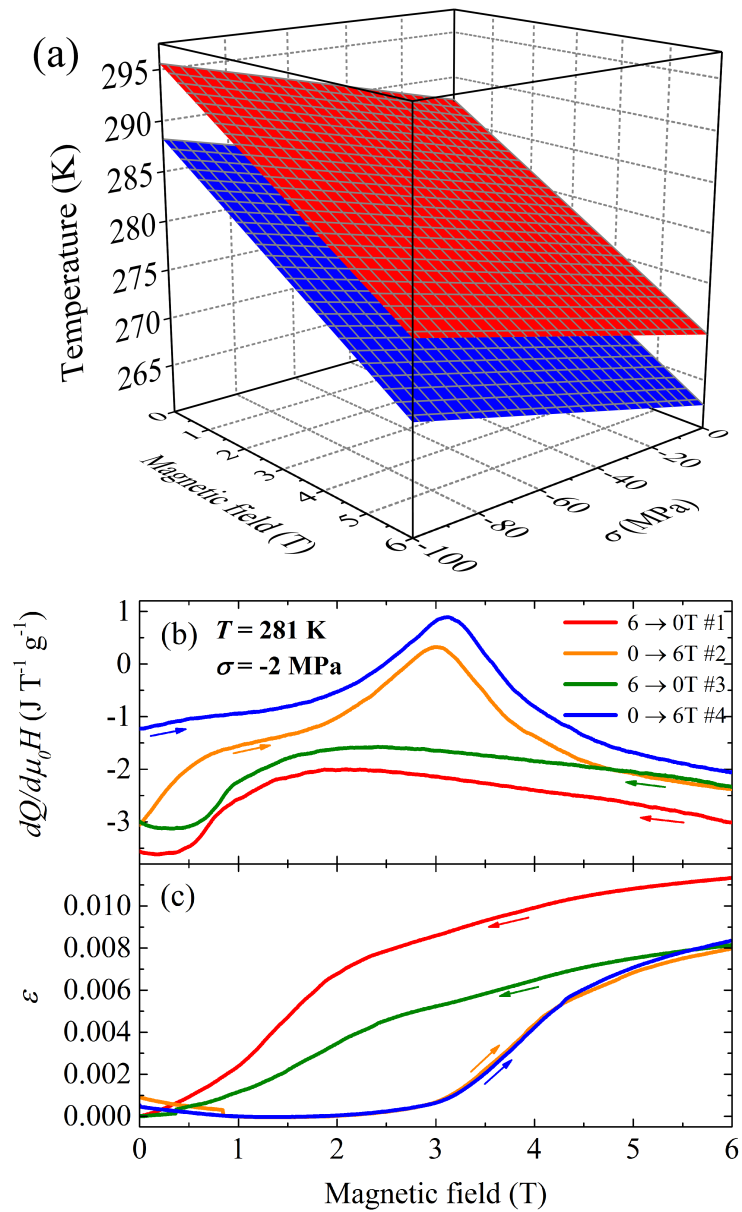 (a)
295
290
285
280
275
270
265
Temperature (K)
0
1
2
3
4
5
6
Magnetic field (T)
-100
-80
-60
-40
-20
0
σ (MPa)
(b)
T = 281 K
σ = -2 MPa
6 → 0T #1
0 → 6T #2
6 → 0T #3
0 → 6T #4
1
0
-1
-2
-3
dQ/dμ₀H (J T⁻¹ g⁻¹)
(c)
0.010
0.008
0.006
0.004
0.002
0.000
ε
0 1 2 3 4 5 6
Magnetic field (T)